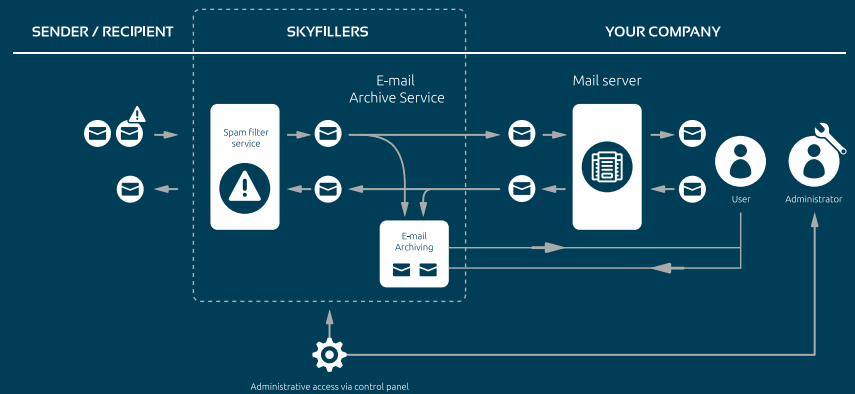 SENDER / RECIPIENT
SKYFILLERS
YOUR COMPANY
E-mail
Archive Service
Mail server
Spam filter
service
User
Administrator
E-mail
Archiving
Administrative access via control panel